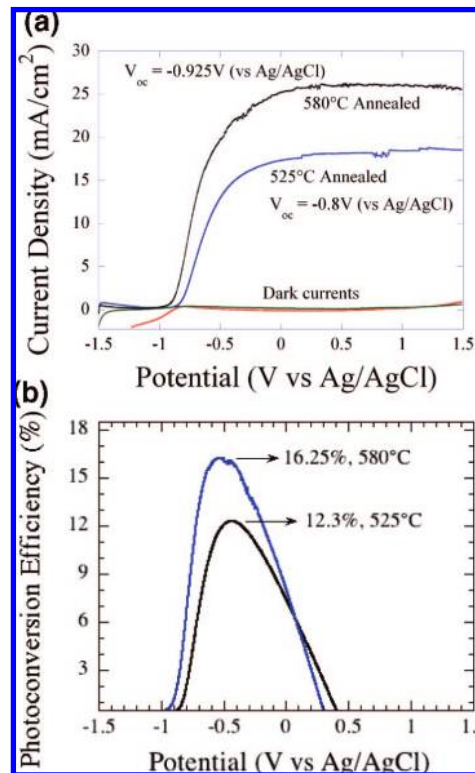 (a)
Current Density (mA/cm²)
30
25
20
15
10
5
0
V_oc = -0.925V (vs Ag/AgCl)
580°C Annealed
525°C Annealed
V_oc = -0.8V (vs Ag/AgCl)
Dark currents
-1.5 -1 -0.5 0 0.5 1 1.5
Potential (V vs Ag/AgCl)
(b)
Photoconversion Efficiency (%)
18
15
12
9
6
3
16.25%, 580°C
12.3%, 525°C
-1.5 -1 -0.5 0 0.5 1 1.5
Potential (V vs Ag/AgCl)